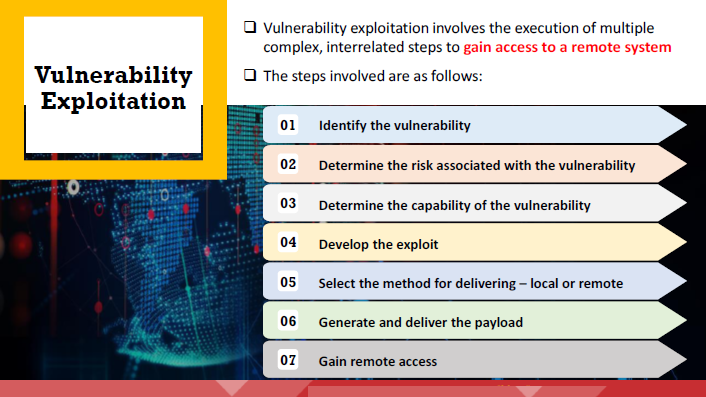 Vulnerability
Exploitation
❑ Vulnerability exploitation involves the execution of multiple
complex, interrelated steps to gain access to a remote system
❑ The steps involved are as follows:
01 Identify the vulnerability
02 Determine the risk associated with the vulnerability
03 Determine the capability of the vulnerability
04 Develop the exploit
05 Select the method for delivering – local or remote
06 Generate and deliver the payload
07 Gain remote access